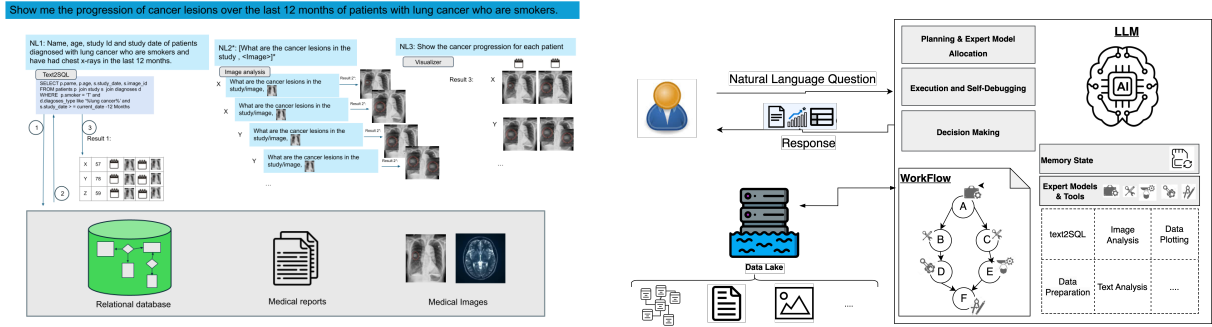 Show me the progression of cancer lesions over the last 12 months of patients with lung cancer who are smokers.
NL1: Name, age, study Id and study date of patients
diagnosed with lung cancer who are smokers and
have had chest x-rays in the last 12 months.
Text2SQL
SELECT p.name, p.age, s.study_date, s.image_id
FROM patients p join study s join diagnoses d
WHERE p.smoker = 'T' and
d.diagoses_type like '%lung cancer%' and
s.study_date > = current_date -12 Months
1
3
Result 1:
X 57
Y 78
Z 59
2
NL2*: [What are the cancer lesions in the
study , <Image>]*
Image analysis
X
What are the cancer lesions in the
study/image,
Result 2*:
X
What are the cancer lesions in the
study/image,
Result 2*:
Y
What are the cancer lesions in the
study/image,
Result 2*:
Y
What are the cancer lesions in the
study/image,
Result 2*:
...
NL3: Show the cancer progression for each patient
Visualizer
Result 3:
X
Y
...
Relational database
Medical reports
Medical Images
Natural Language Question
Response
Data Lake
....
Planning & Expert Model
Allocation
Execution and Self-Debugging
Decision Making
LLM
AI
Memory State
Expert Models
& Tools
WorkFlow
A
B
C
D
E
F
text2SQL
Image
Analysis
Data
Plotting
Data
Preparation
Text Analysis
....